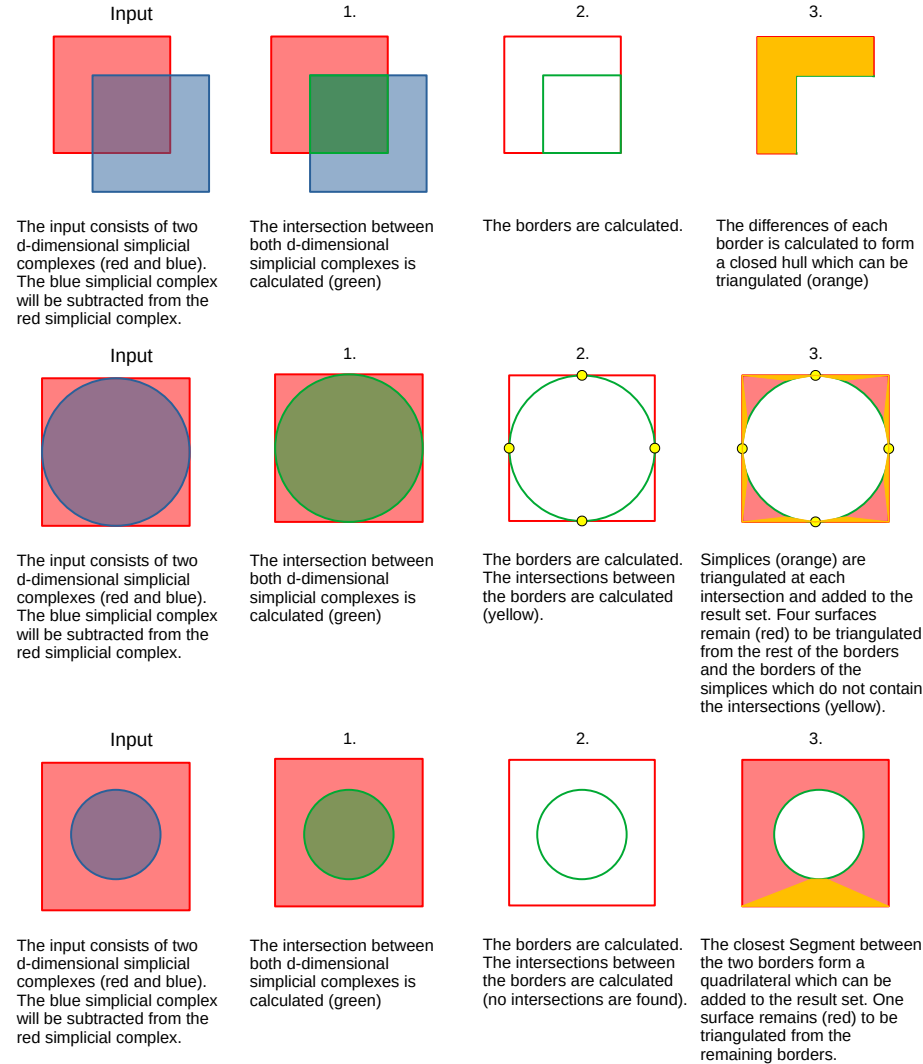 Input
1.
2.
3.
The input consists of two
d-dimensional simplicial
complexes (red and blue).
The blue simplicial complex
will be subtracted from the
red simplicial complex.
The intersection between
both d-dimensional
simplicial complexes is
calculated (green)
The borders are calculated.
The differences of each
border is calculated to form
a closed hull which can be
triangulated (orange)
Input
1.
2.
3.
The input consists of two
d-dimensional simplicial
complexes (red and blue).
The blue simplicial complex
will be subtracted from the
red simplicial complex.
The intersection between
both d-dimensional
simplicial complexes is
calculated (green)
The borders are calculated.
The intersections between
the borders are calculated
(yellow).
Simplices (orange) are
triangulated at each
intersection and added to the
result set. Four surfaces
remain (red) to be triangulated
from the rest of the borders
and the borders of the
simplices which do not contain
the intersections (yellow).
Input
1.
2.
3.
The input consists of two
d-dimensional simplicial
complexes (red and blue).
The blue simplicial complex
will be subtracted from the
red simplicial complex.
The intersection between
both d-dimensional
simplicial complexes is
calculated (green)
The borders are calculated.
The intersections between
the borders are calculated
(no intersections are found).
The closest Segment between
the two borders form a
quadrilateral which can be
added to the result set. One
surface remains (red) to be
triangulated from the
remaining borders.